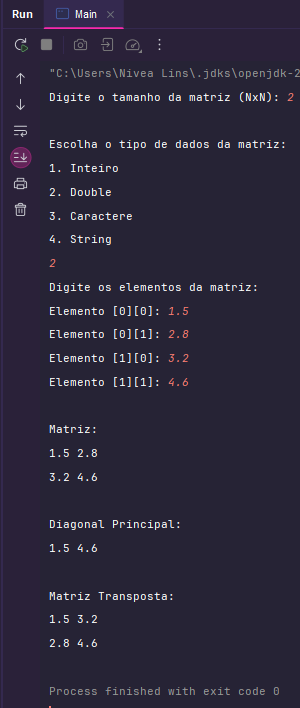 Run
Main
"C:\Users\Nivea Lins\.jdks\openjdk-2
Digite o tamanho da matriz (NxN): 2
Escolha o tipo de dados da matriz:
1. Inteiro
2. Double
3. Caractere
4. String
2
Digite os elementos da matriz:
Elemento [0][0]: 1.5
Elemento [0][1]: 2.8
Elemento [1][0]: 3.2
Elemento [1][1]: 4.6
Matriz:
1.5 2.8
3.2 4.6
Diagonal Principal:
1.5 4.6
Matriz Transposta:
1.5 3.2
2.8 4.6
Process finished with exit code 0